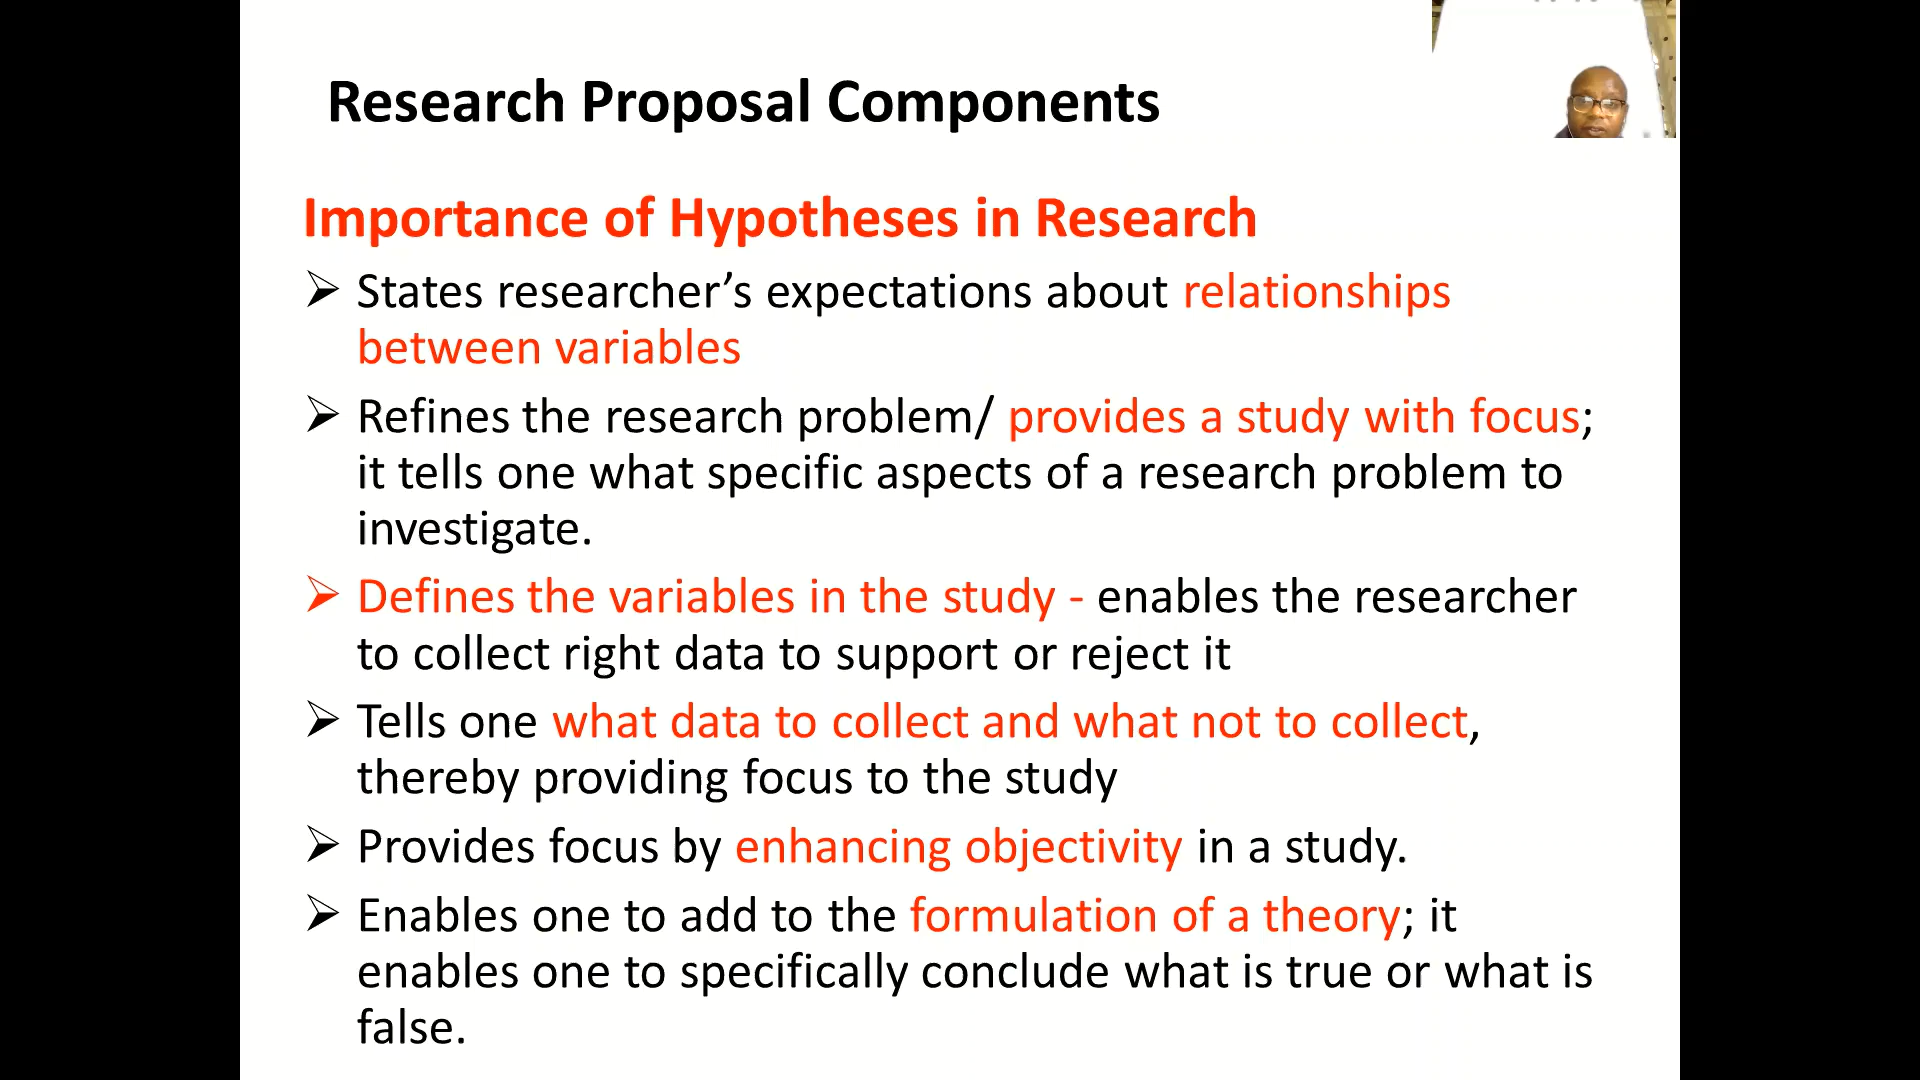 Research Proposal Components
Importance of Hypotheses in Research
➢ States researcher’s expectations about relationships
between variables
➢ Refines the research problem/ provides a study with focus;
it tells one what specific aspects of a research problem to
investigate.
➢ Defines the variables in the study - enables the researcher
to collect right data to support or reject it
➢ Tells one what data to collect and what not to collect,
thereby providing focus to the study
➢ Provides focus by enhancing objectivity in a study.
➢ Enables one to add to the formulation of a theory; it
enables one to specifically conclude what is true or what is
false.